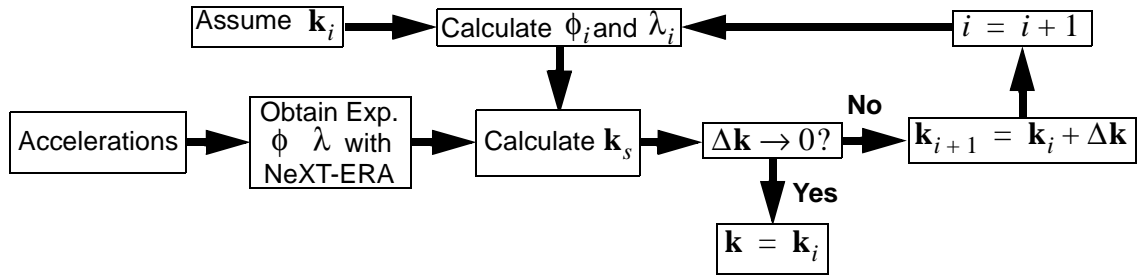 Assume k_i
Calculate ϕ_i and λ_i
i = i + 1
Accelerations
Obtain Exp.
ϕ λ with
NeXT-ERA
Calculate k_s
Δk → 0?
No
k_{i + 1} = k_i + Δk
Yes
k = k_i